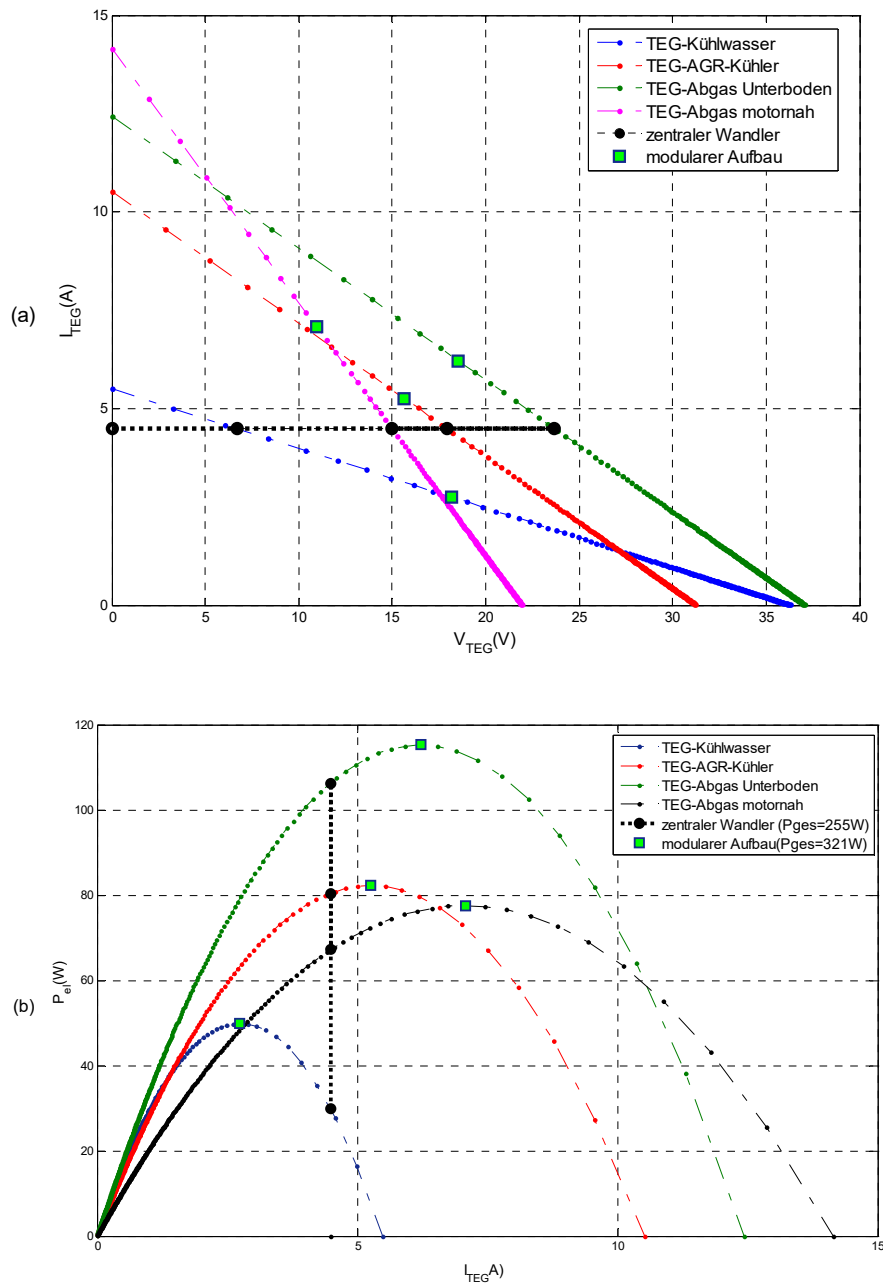 15
10
5
0
I_TEG(A)
(a)
TEG-Kühlwasser
TEG-AGR-Kühler
TEG-Abgas Unterboden
TEG-Abgas motornah
zentraler Wandler
modularer Aufbau
0 5 10 15 20 25 30 35 40
V_TEG(V)
120
100
80
60
40
20
0
P_el(W)
(b)
TEG-Kühlwasser
TEG-AGR-Kühler
TEG-Abgas Unterboden
TEG-Abgas motornah
zentraler Wandler (Pges=255W)
modularer Aufbau(Pges=321W)
0 5 10 15
I_TEGA)